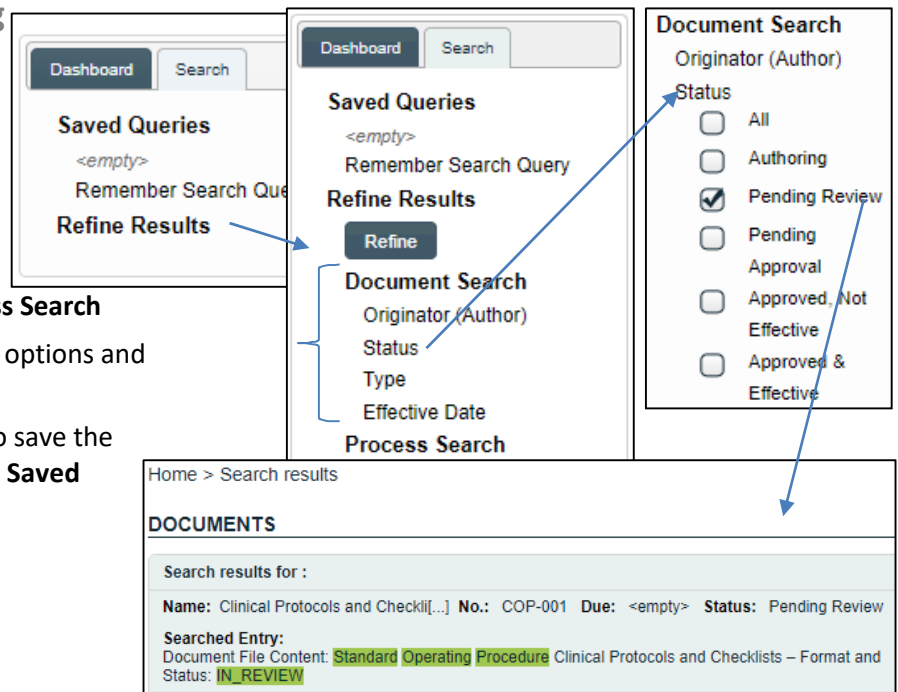 g
Dashboard Search
Saved Queries
<empty>
Remember Search Que
Refine Results
ss Search
options and
o save the
Saved
Dashboard Search
Saved Queries
<empty>
Remember Search Query
Refine Results
Refine
Document Search
Originator (Author)
Status
Type
Effective Date
Process Search
Document Search
Originator (Author)
Status
All
Authoring
Pending Review
Pending
Approval
Approved, Not
Effective
Approved &
Effective
Home > Search results
DOCUMENTS
Search results for :
Name: Clinical Protocols and Checkli[...] No.: COP-001 Due: <empty> Status: Pending Review
Searched Entry:
Document File Content: Standard Operating Procedure Clinical Protocols and Checklists – Format and
Status: IN_REVIEW